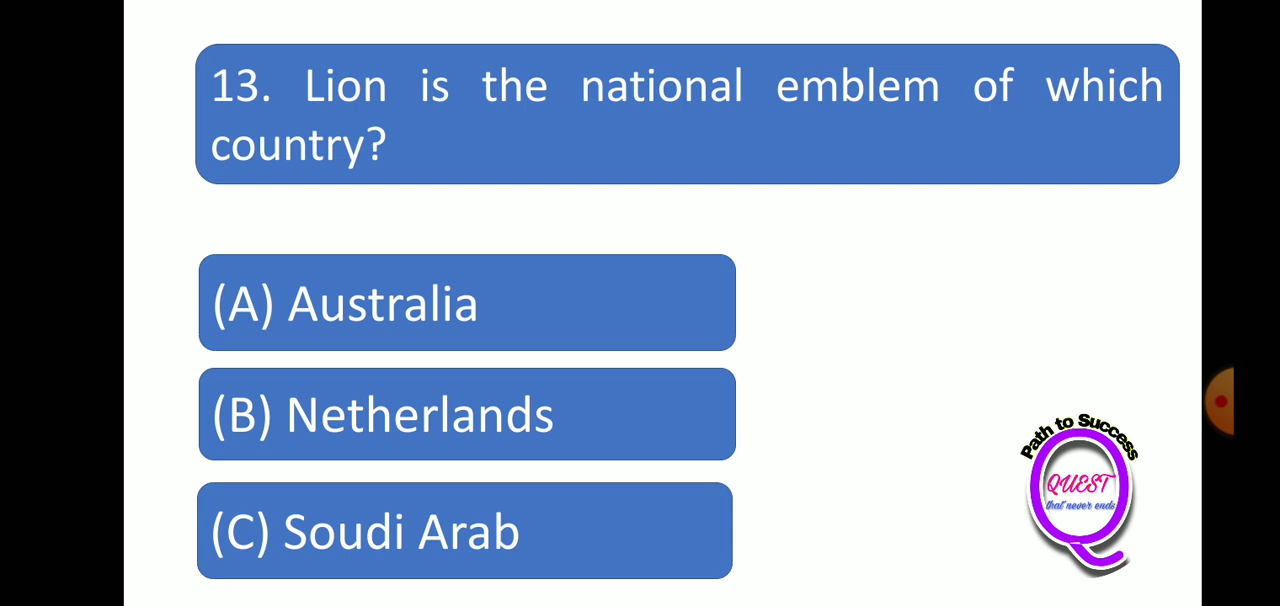 13. Lion is the national emblem of which
country?
(A) Australia
(B) Netherlands
(C) Soudi Arab
Path to Success
QUEST
that never ends